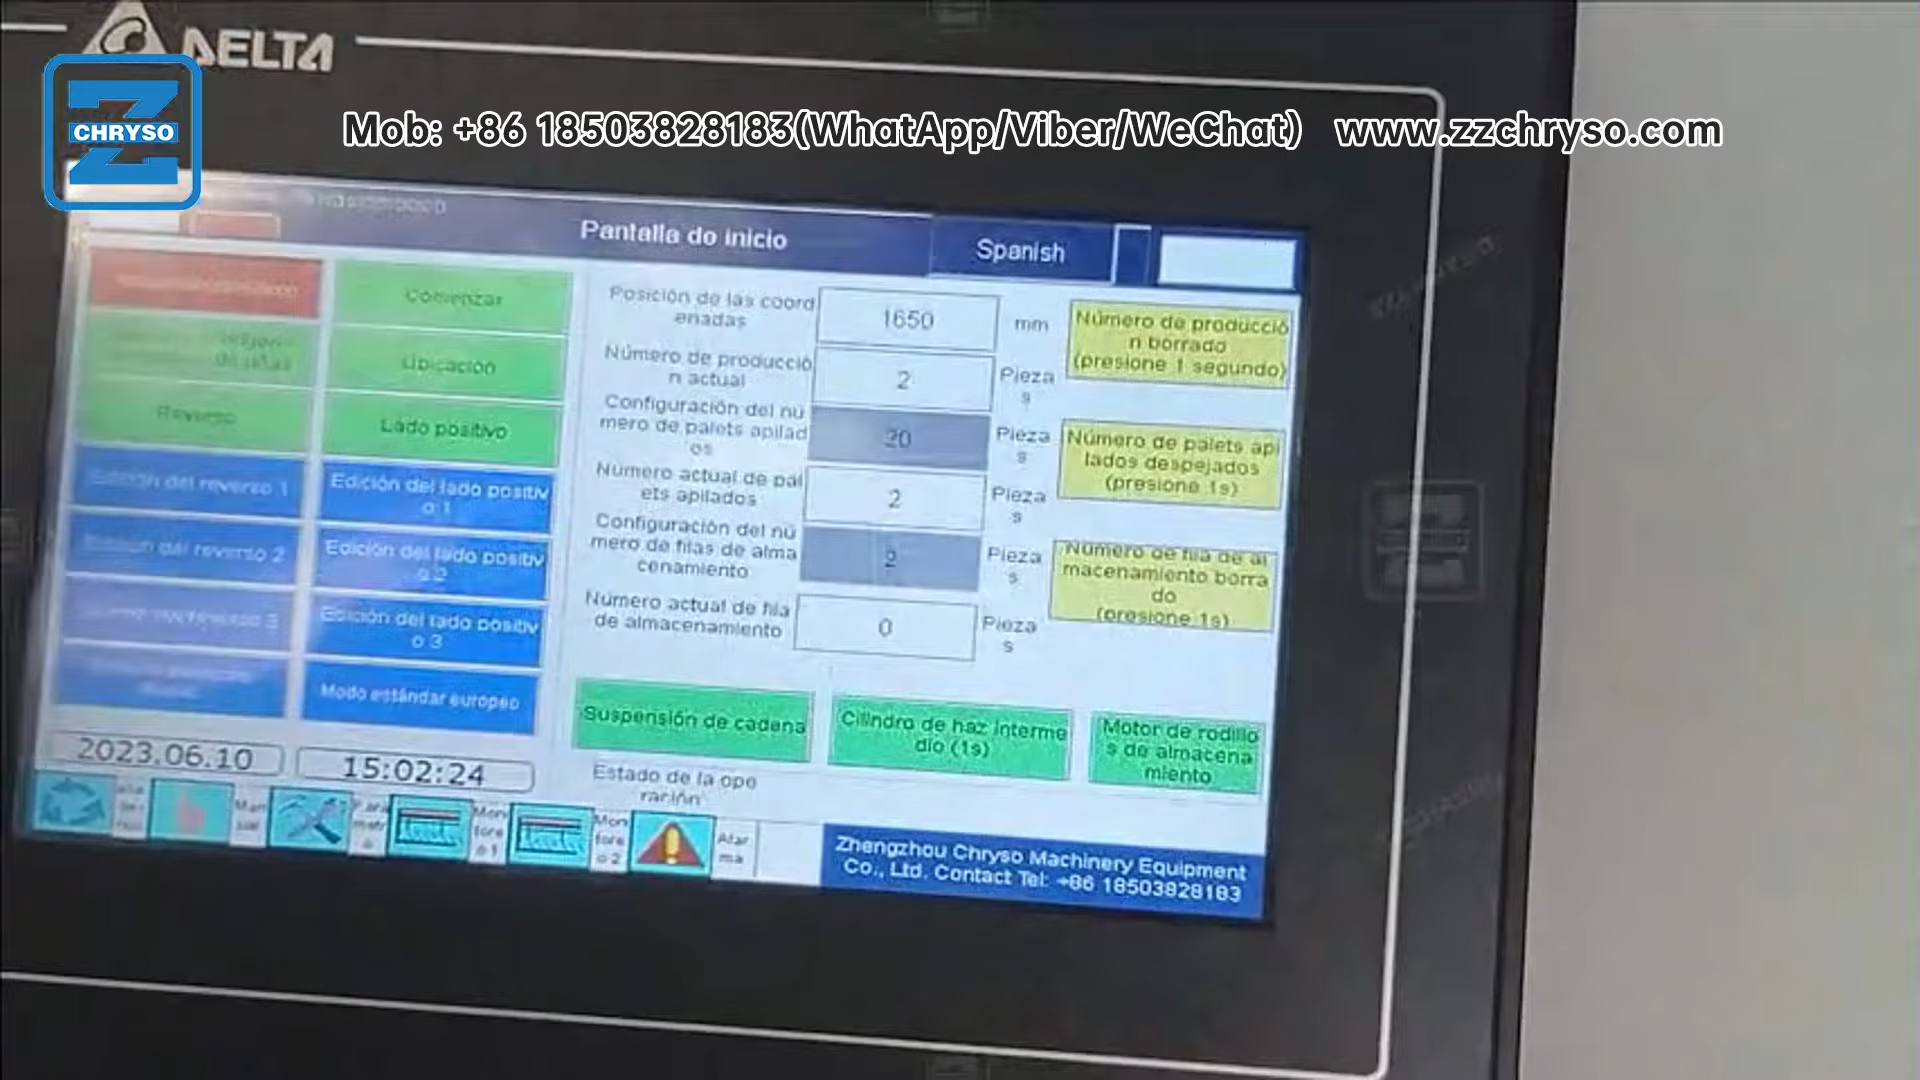 DELTA
CHRYSO
Mob: +86 18503828183(WhatApp/Viber/WeChat) www.zzchryso.com
Pantalla do inicio
Spanish
Comenzar
Ubicación
Reverso
Lado positivo
Edición del reverso 1
Edición del lado positiv
o 1
Edición del reverso 2
Edición del lado positiv
o 2
Edición del lado positiv
o 3
Modo estándar europeo
2023.06.10
15:02:24
Posición de las coord
enadas
1650
mm
Número de producció
n actual
2
Pieza
s
Configuración del nú
mero de palets apilad
os
20
Pieza
s
Número actual de pal
ets apilados
2
Pieza
s
Configuración del nú
mero de filas de alma
cenamiento
2
Pieza
s
Número actual de fila
de almacenamiento
0
Pieza
s
Número de producció
n borrado
(presione 1 segundo)
Número de palets api
lados despejados
(presione 1s)
Número de fila de al
macenamiento borra
do
(presione 1s)
Suspensión de cadena
Cilindro de haz interme
dio (1s)
Motor de rodillo
s de almacena
miento
Estado de la ope
ración
Man
ual
Pará
metr
o
Mon
itore
o 1
Mon
itore
o 2
Alar
ma
Zhengzhou Chryso Machinery Equipment
Co., Ltd. Contact Tel: +86 18503828183